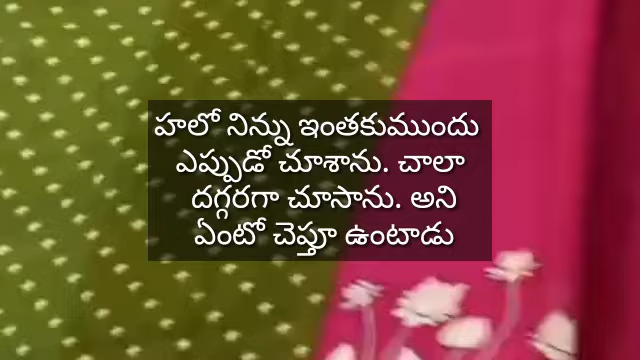 హలో నిన్ను ఇంతకుముందు
ఎప్పుడో చూశాను. చాలా
దగ్గరగా చూసాను. అని
ఏంటో చెప్తూ ఉంటాడు